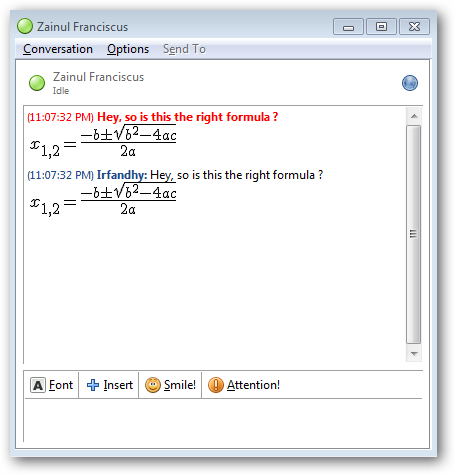 Zainul Franciscus
Conversation Options Send To
Zainul Franciscus
Idle
(11:07:32 PM) Hey, so is this the right formula ?
x_{1,2} = \frac{-b±\sqrt{b^2-4ac}}{2a}
(11:07:32 PM) Irfandhy: Hey, so is this the right formula ?
x_{1,2} = \frac{-b±\sqrt{b^2-4ac}}{2a}
A Font Insert Smile! Attention!